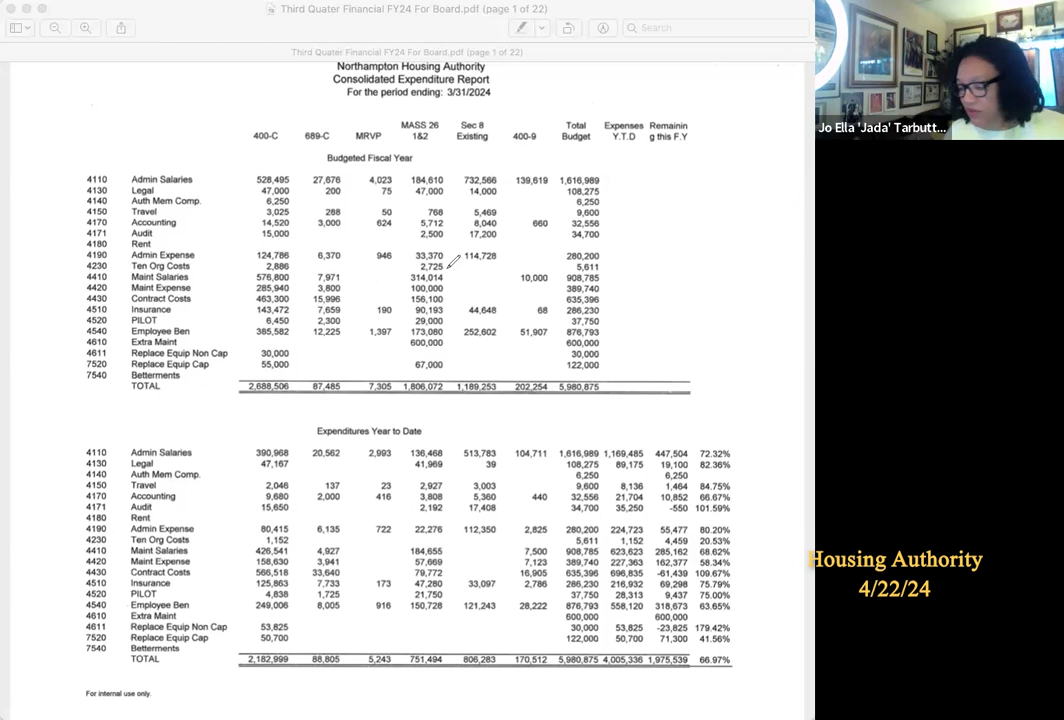 Third Quater Financial FY24 For Board.pdf (page 1 of 22)
Search
Third Quater Financial FY24 For Board.pdf (page 1 of 22)
Northampton Housing Authority
Consolidated Expenditure Report
For the period ending: 3/31/2024
400-C 689-C MRVP MASS 26 1&2 Sec 8 Existing 400-9 Total Budget Expenses Y.T.D Remainin g this F.Y
Budgeted Fiscal Year
4110 Admin Salaries 528,495 27,676 4,023 184,610 732,566 139,619 1,616,989
4130 Legal 47,000 200 75 47,000 14,000 108,275
4140 Auth Mem Comp. 6,250 6,250
4150 Travel 3,025 288 50 768 5,469 9,600
4170 Accounting 14,520 3,000 624 5,712 8,040 660 32,556
4171 Audit 15,000 2,500 17,200 34,700
4180 Rent
4190 Admin Expense 124,786 6,370 946 33,370 114,728 280,200
4230 Ten Org Costs 2,886 2,725 5,611
4410 Maint Salaries 576,800 7,971 314,014 10,000 908,785
4420 Maint Expense 285,940 3,800 100,000 389,740
4430 Contract Costs 463,300 15,996 156,100 635,396
4510 Insurance 143,472 7,659 190 90,193 44,648 68 286,230
4520 PILOT 6,450 2,300 29,000 37,750
4540 Employee Ben 385,582 12,225 1,397 173,080 252,602 51,907 876,793
4610 Extra Maint 600,000 600,000
4611 Replace Equip Non Cap 30,000 30,000
7520 Replace Equip Cap 55,000 67,000 122,000
7540 Betterments
TOTAL 2,688,506 87,485 7,305 1,806,072 1,189,253 202,254 5,980,875
Expenditures Year to Date
4110 Admin Salaries 390,968 20,562 2,993 136,468 513,783 104,711 1,616,989 1,169,485 447,504 72.32%
4130 Legal 47,167 41,969 39 108,275 89,175 19,100 82.36%
4140 Auth Mem Comp. 6,250 6,250
4150 Travel 2,046 137 23 2,927 3,003 9,600 8,136 1,464 84.75%
4170 Accounting 9,680 2,000 416 3,808 5,360 440 32,556 21,704 10,852 66.67%
4171 Audit 15,650 2,192 17,408 34,700 35,250 -550 101.59%
4180 Rent
4190 Admin Expense 80,415 6,135 722 22,276 112,350 2,825 280,200 224,723 55,477 80.20%
4230 Ten Org Costs 1,152 5,611 1,152 4,459 20.53%
4410 Maint Salaries 426,541 4,927 184,655 7,500 908,785 623,623 285,162 68.62%
4420 Maint Expense 158,630 3,941 57,669 7,123 389,740 227,363 162,377 58.34%
4430 Contract Costs 566,518 33,640 79,772 16,905 635,396 696,835 -61,439 109.67%
4510 Insurance 125,863 7,733 173 47,280 33,097 2,786 286,230 216,932 69,298 75.79%
4520 PILOT 4,838 1,725 21,750 37,750 28,313 9,437 75.00%
4540 Employee Ben 249,006 8,005 916 150,728 121,243 28,222 876,793 558,120 318,673 63.65%
4610 Extra Maint 600,000 600,000
4611 Replace Equip Non Cap 53,825 30,000 53,825 -23,825 179.42%
7520 Replace Equip Cap 50,700 122,000 50,700 71,300 41.56%
7540 Betterments
TOTAL 2,182,999 88,805 5,243 751,494 806,283 170,512 5,980,875 4,005,336 1,975,539 66.97%
For internal use only.
Jo Ella 'Jada' Tarbutt...
Housing Authority
4/22/24